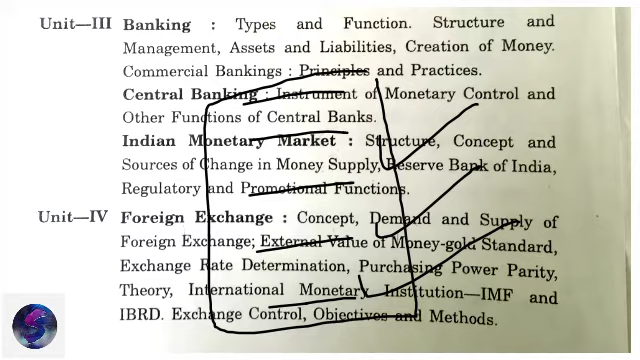 Unit—III Banking : Types and Function. Structure and
Management, Assets and Liabilities, Creation of Money.
Commercial Bankings : Principles and Practices.
Central Banking : Instrument of Monetary Control and
Other Functions of Central Banks.
Indian Monetary Market : Structure, Concept and
Sources of Change in Money Supply, Reserve Bank of India,
Regulatory and Promotional Functions.
Unit—IV Foreign Exchange : Concept, Demand and Supply of
Foreign Exchange; External Value of Money-gold Standard,
Exchange Rate Determination, Purchasing Power Parity,
Theory, International Monetary Institution—IMF and
IBRD. Exchange Control, Objectives and Methods.
S